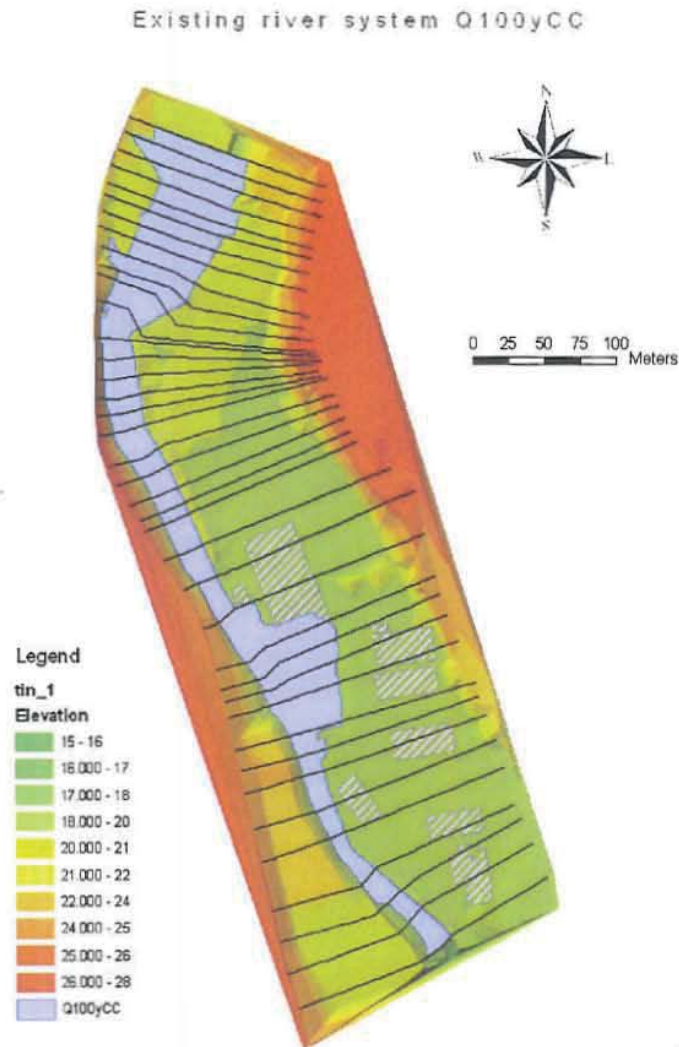 Existing river system Q100yCC
N
W
S
0 25 50 75 100
Meters
Legend
tin_1
Elevation
15 - 16
16.000 - 17
17.000 - 18
18.000 - 20
20.000 - 21
21.000 - 22
22.000 - 24
24.000 - 25
25.000 - 26
26.000 - 28
Q100yCC